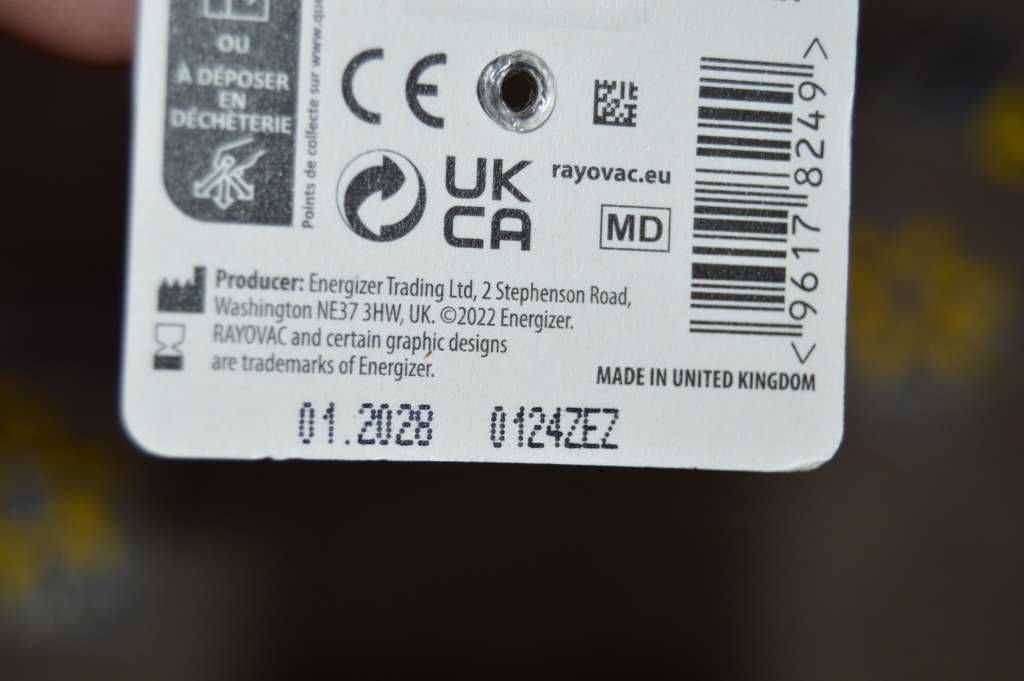 OU
À DÉPOSER
EN
DÉCHÈTERIE
Points de collecte sur www.que
CE
UK
CA
rayovac.eu
MD
<9617 8249>
Producer: Energizer Trading Ltd, 2 Stephenson Road,
Washington NE37 3HW, UK. ©2022 Energizer.
RAYOVAC and certain graphic designs
are trademarks of Energizer.
MADE IN UNITED KINGDOM
01.2028 0124ZEZ